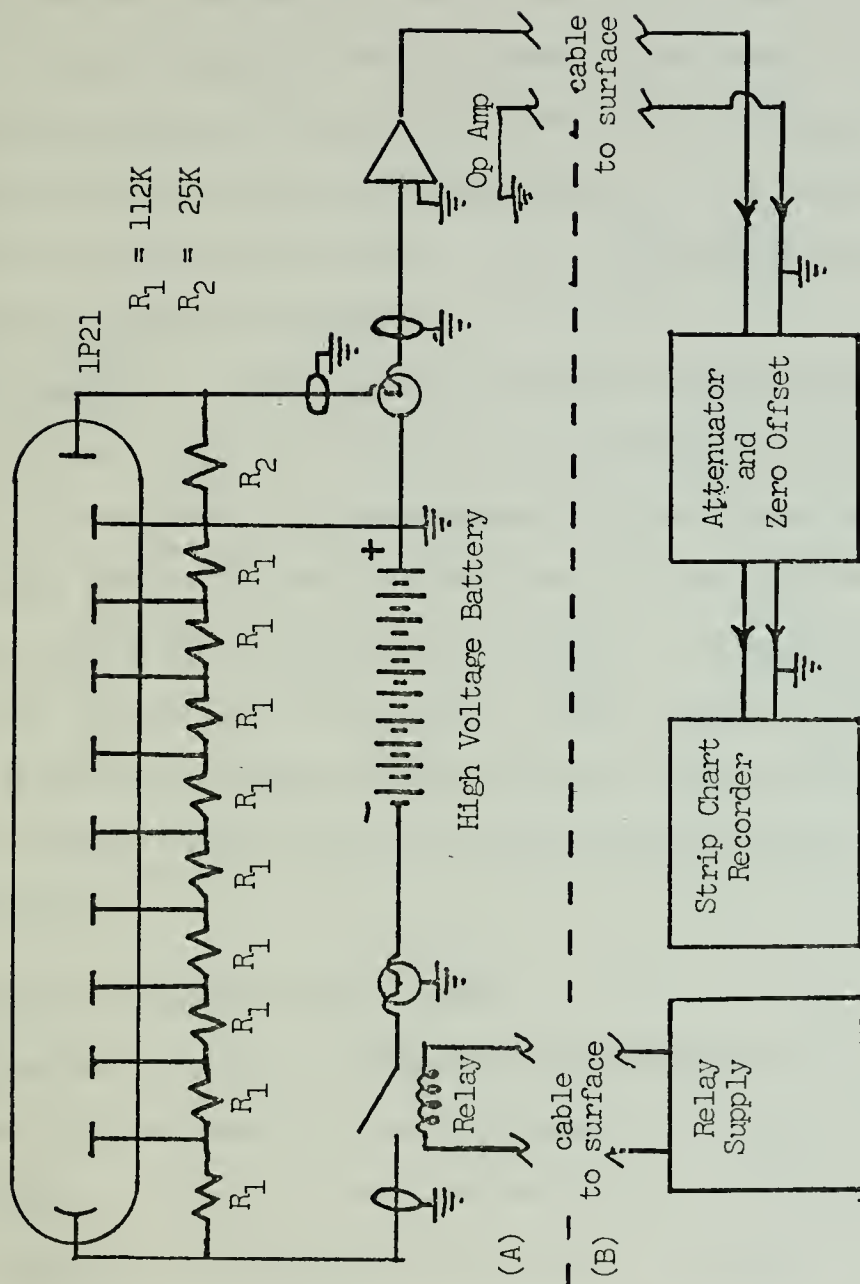 1P21
R1 = 112K
R2 = 25K
R1
R1
R1
R1
R1
R1
R1
R1
R1
R2
-
+
High Voltage Battery
Relay
Op Amp
(A)
cable
to surface
cable
to surface
(B)
Relay
Supply
Strip Chart
Recorder
Attenuator
and
Zero Offset